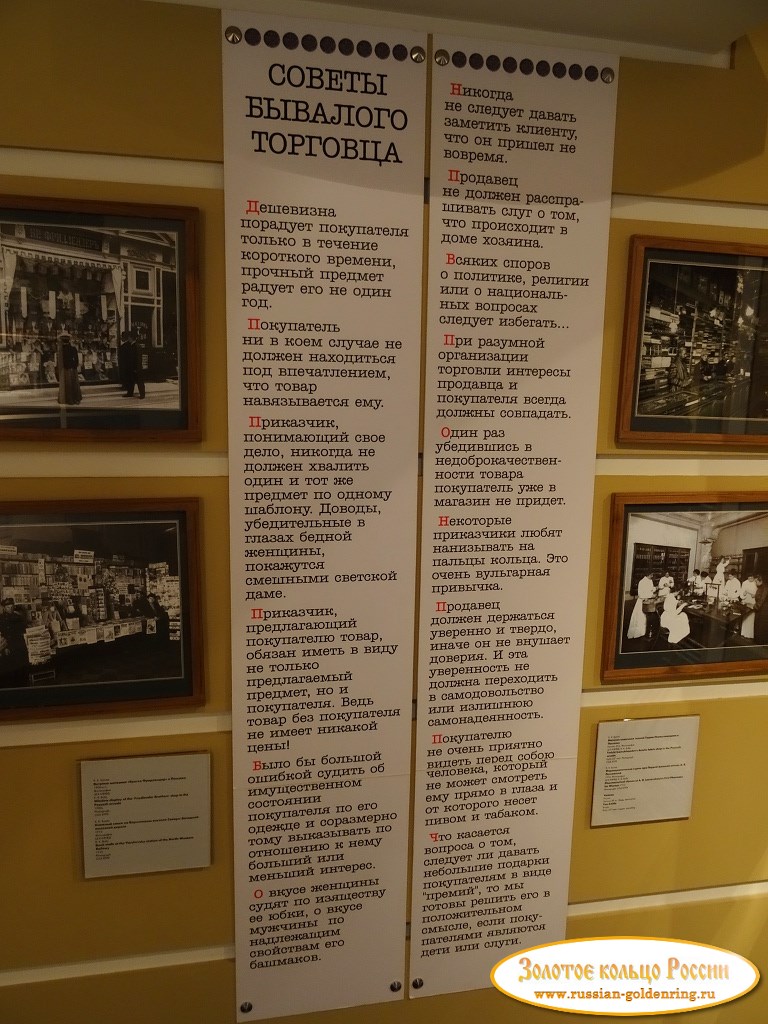 СОВЕТЫ
БЫВАЛОГО
ТОРГОВЦА
Дешевизна
порадует покупателя
только в течение
короткого времени,
прочный предмет
радует его не один
год.
Покупатель
ни в коем случае не
должен находиться
под впечатлением,
что товар
навязывается ему.
Приказчик,
понимающий свое
дело, никогда не
должен хвалить
один и тот же
предмет по одному
шаблону. Доводы,
убедительные в
глазах бедной
женщины,
покажутся
смешными светской
даме.
Приказчик,
предлагающий
покупателю товар,
обязан иметь в виду
не только
предлагаемый
предмет, но и
покупателя. Ведь
товар без покупателя
не имеет никакой
цены!
Было бы большой
ошибкой судить об
имущественном
состоянии
покупателя по его
одежде и соразмерно
тому выказывать по
отношению к нему
больший или
меньший интерес.
О вкусе женщины
судят по изяществу
ее юбки, о вкусе
мужчины по
надлежащим
свойствам его
башмаков.
Никогда
не следует давать
заметить клиенту,
что он пришел не
вовремя.
Продавец
не должен расспра-
шивать слуг о том,
что происходит в
доме хозяина.
Всяких споров
о политике, религии
или о националь-
ных вопросах
следует избегать...
При разумной
организации
торговли интересы
продавца и
покупателя всегда
должны совпадать.
Один раз
убедившись в
недоброкачествен-
ности товара
покупатель уже в
магазин не придет.
Некоторые
приказчики любят
нанизывать на
пальцы кольца. Это
очень вульгарная
привычка.
Продавец
должен держаться
уверенно и твердо,
иначе он не внушает
доверия. И эта
уверенность не
должна переходить
в самодовольство
или излишнюю
самонадеянность.
Покупателю
не очень приятно
видеть перед собою
человека, который
не может смотреть
ему прямо в глаза и
от которого несет
пивом и табаком.
Что касается
вопроса о том,
следует ли давать
небольшие подарки
покупателям в виде
"премий", то мы
готовы решить его в
положительном
смысле, если поку-
пателями являются
дети или слуги.
Золотое кольцо России
www.russian-goldenring.ru